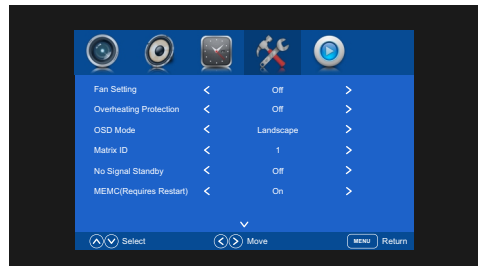 Fan Setting Off
Overheating Protection Off
OSD Mode Landscape
Matrix ID 1
No Signal Standby Off
MEMC(Requires Restart) On
Select Move MENU Return